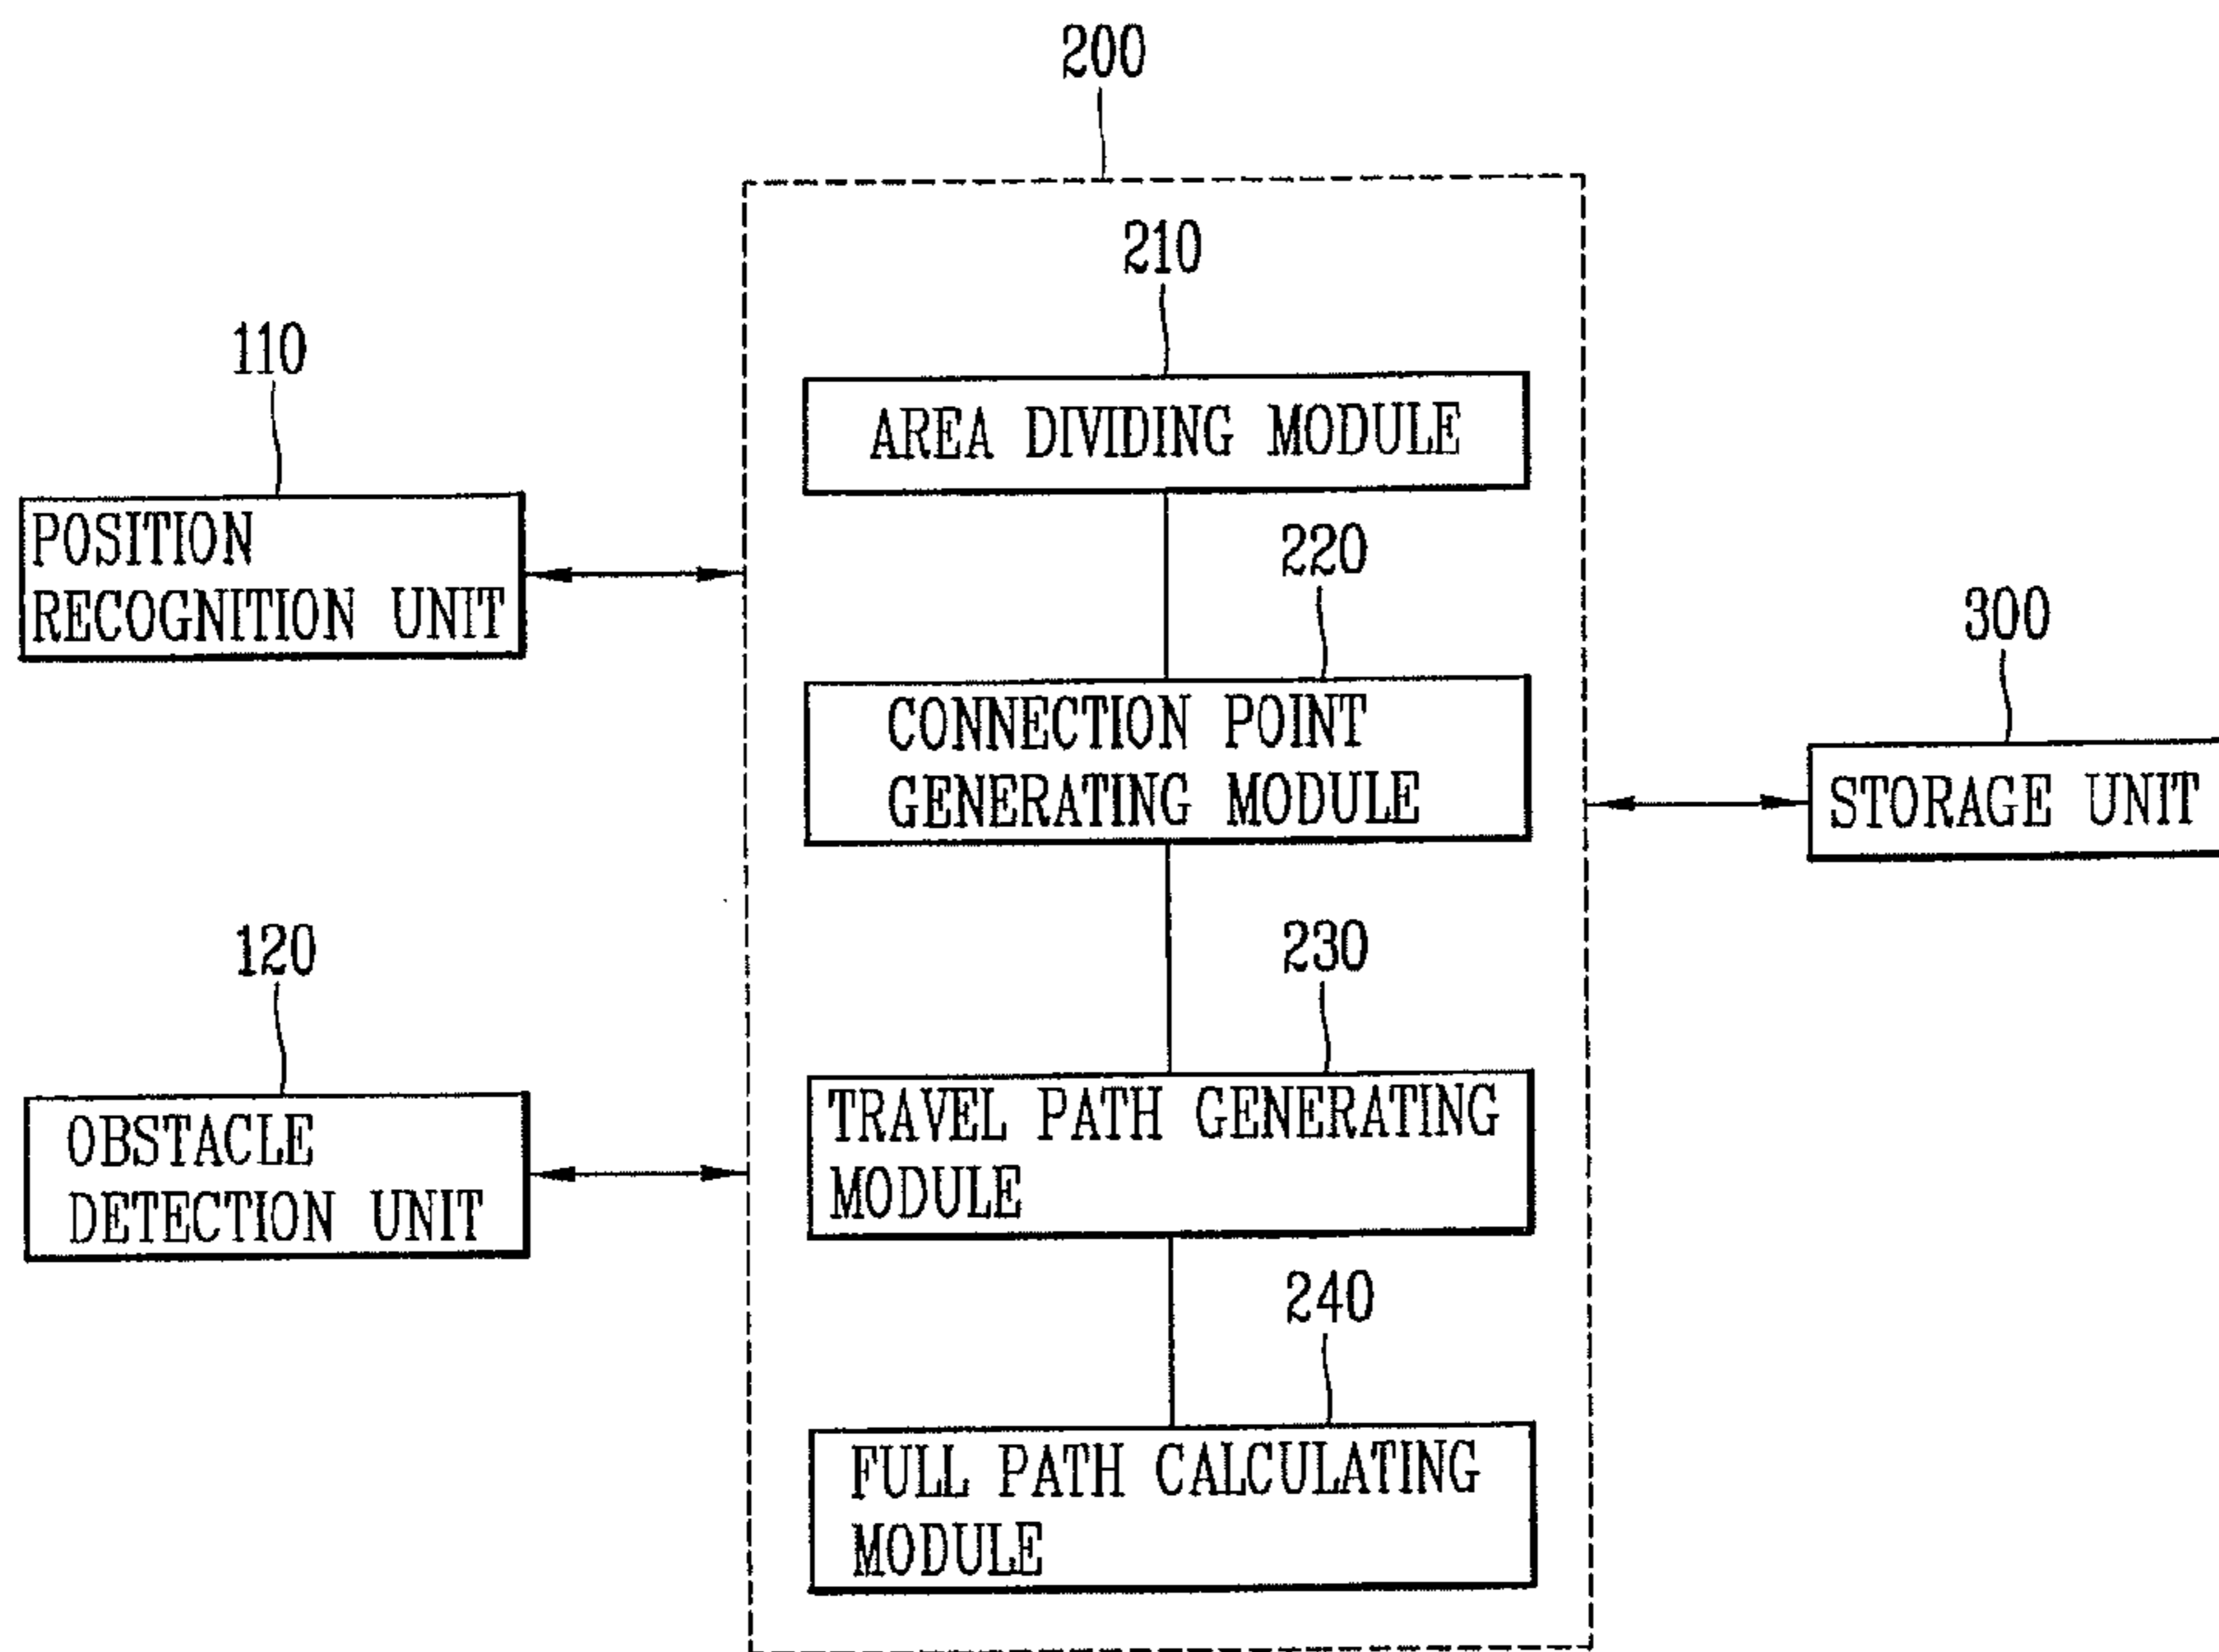 200
210
AREA DIVIDING MODULE
110
POSITION
RECOGNITION UNIT
220
CONNECTION POINT
GENERATING MODULE
300
STORAGE UNIT
120
OBSTACLE
DETECTION UNIT
230
TRAVEL PATH GENERATING
MODULE
240
FULL PATH CALCULATING
MODULE